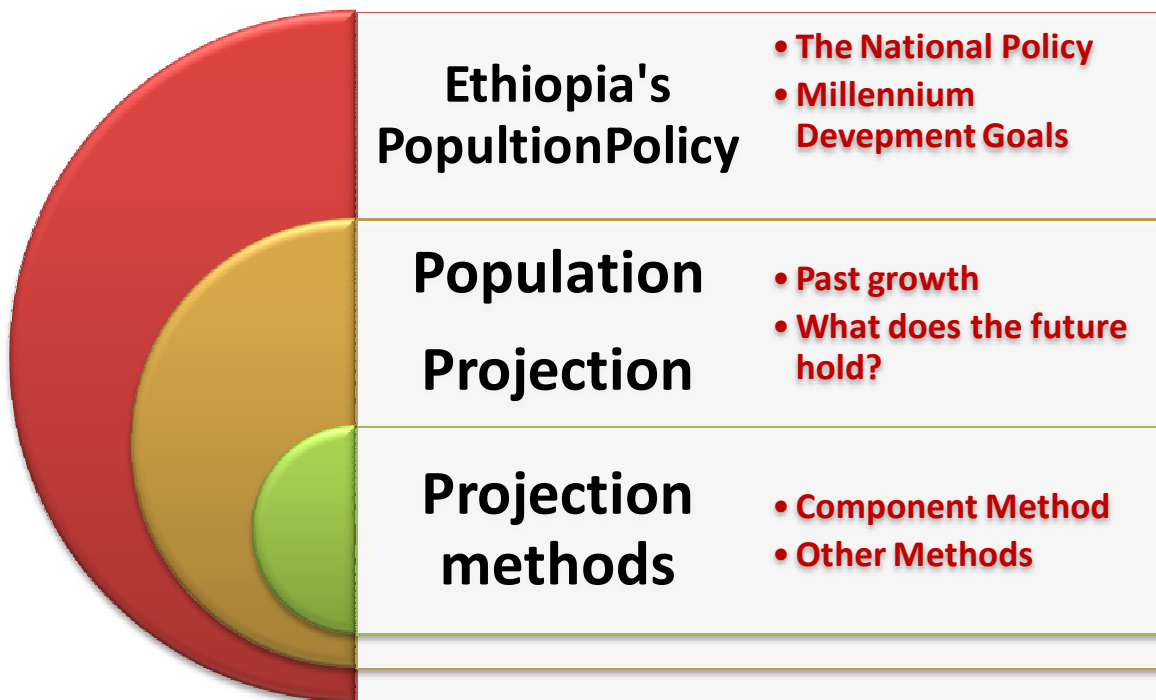 Ethiopia's
PopultionPolicy
• The National Policy
• Millennium
Devepment Goals
Population
Projection
• Past growth
• What does the future
hold?
Projection
methods
• Component Method
• Other Methods